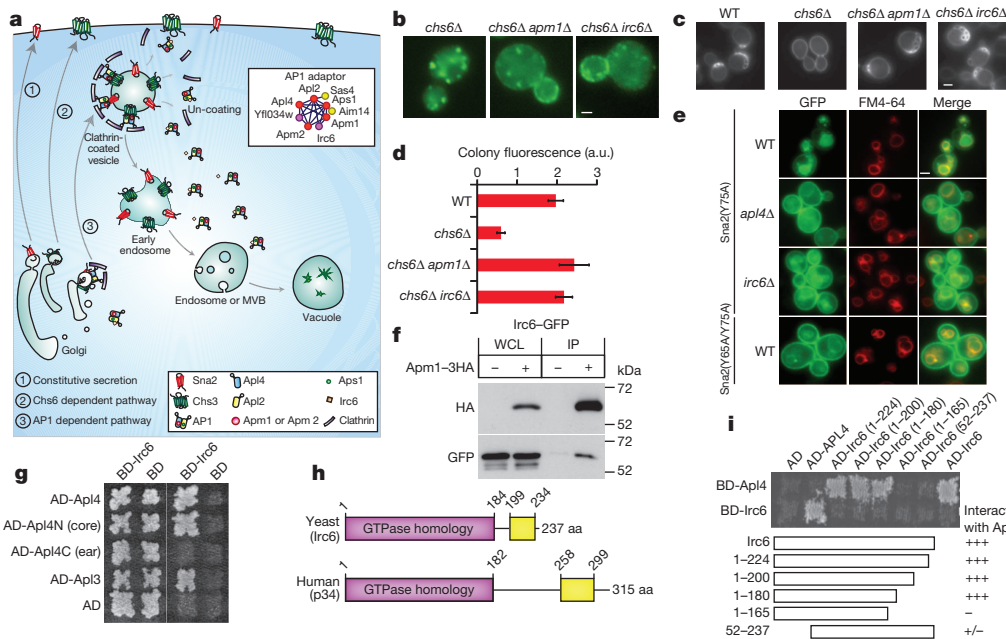 a
1
2
3
Un-coating
AP1 adaptor
Apl2
Sas4
Apl4
Aps1
Yfl034w
Aim14
Apm1
Apm2
Irc6
Clathrin-
coated
vesicle
Early
endosome
Endosome or MVB
Vacuole
Golgi
1 Constitutive secretion
2 Chs6 dependent pathway
3 AP1 dependent pathway
Sna2
Apl4
Aps1
Chs3
Apl2
Irc6
AP1
Apm1 or Apm 2
Clathrin
b
chs6Δ
chs6Δ apm1Δ
chs6Δ irc6Δ
c
WT
chs6Δ
chs6Δ apm1Δ
chs6Δ irc6Δ
d
Colony fluorescence (a.u.)
0 1 2 3
WT
chs6Δ
chs6Δ apm1Δ
chs6Δ irc6Δ
e
GFP FM4-64 Merge
WT
apl4Δ
irc6Δ
WT
Sna2(Y75A)
Sna2(Y65A/Y75A)
f
Irc6–GFP
WCL IP
Apm1–3HA – + – + kDa
HA
72
52
GFP
72
52
g
BD-Irc6
BD
BD-Irc6
BD
AD-Apl4
AD-Apl4N (core)
AD-Apl4C (ear)
AD-Apl3
AD
h
1 184 199 234
Yeast
(Irc6)
GTPase homology
237 aa
1 182 258 299
Human
(p34)
GTPase homology
315 aa
i
AD
AD-APL4
AD-Irc6 (1–224)
AD-Irc6 (1–200)
AD-Irc6 (1–180)
AD-Irc6 (1–165)
AD-Irc6 (52–237)
AD-Irc6
BD-Apl4
BD-Irc6
Interact
with Ap
Irc6 +++
1–224 +++
1–200 +++
1–180 +++
1–165 –
52–237 +/–